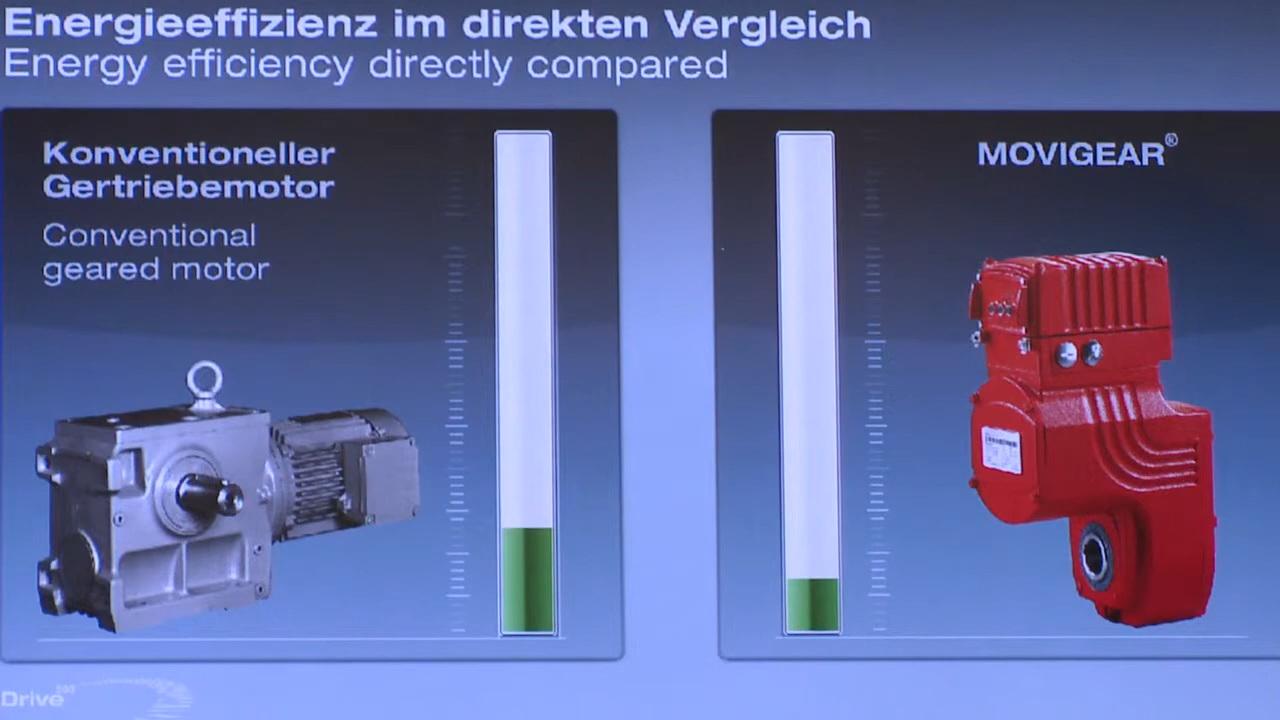 Energieeffizienz im direkten Vergleich
Energy efficiency directly compared
Konventioneller
Gertriebemotor
Conventional
geared motor
MOVIGEAR®
Drive